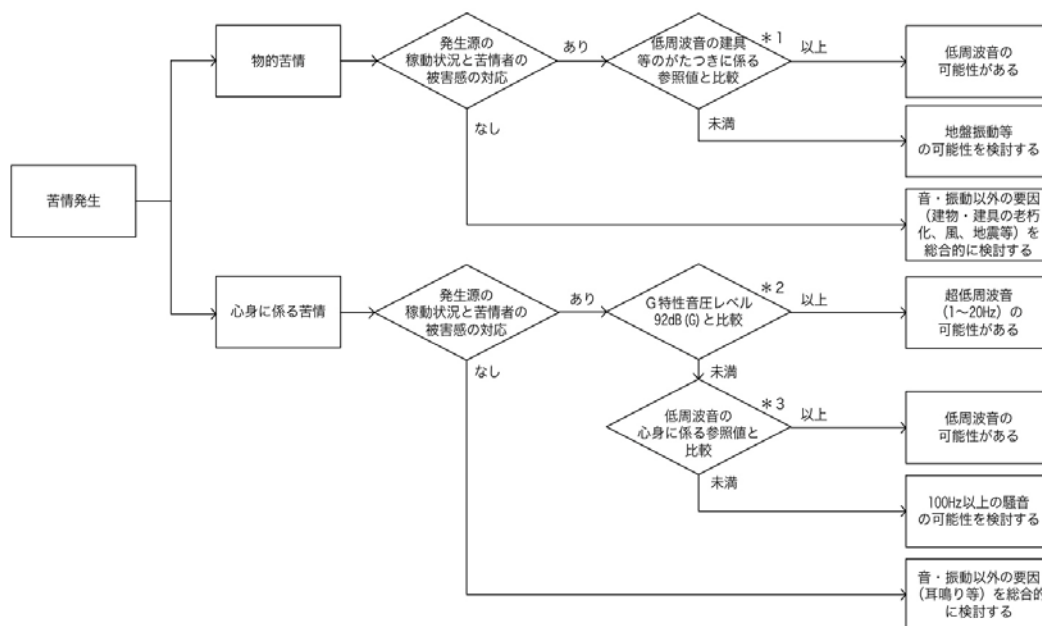 物的苦情
発生源の
稼動状況と苦情者の
被害感の対応
あり
低周波音の建具
等のがたつきに係る
参照値と比較
＊1
以上
低周波音の
可能性がある
未満
地盤振動等
の可能性を検討する
なし
音・振動以外の要因
（建物・建具の老朽
化、風、地震等）を
総合的に検討する
苦情発生
心身に係る苦情
発生源の
稼動状況と苦情者の
被害感の対応
あり
G特性音圧レベル
92dB (G) と比較
＊2
以上
超低周波音
（1～20Hz）の
可能性がある
未満
低周波音の
心身に係る参照値と
比較
＊3
以上
低周波音の
可能性がある
未満
100Hz以上の騒音
の可能性を検討する
なし
音・振動以外の要因
（耳鳴り等）を総合的
に検討する